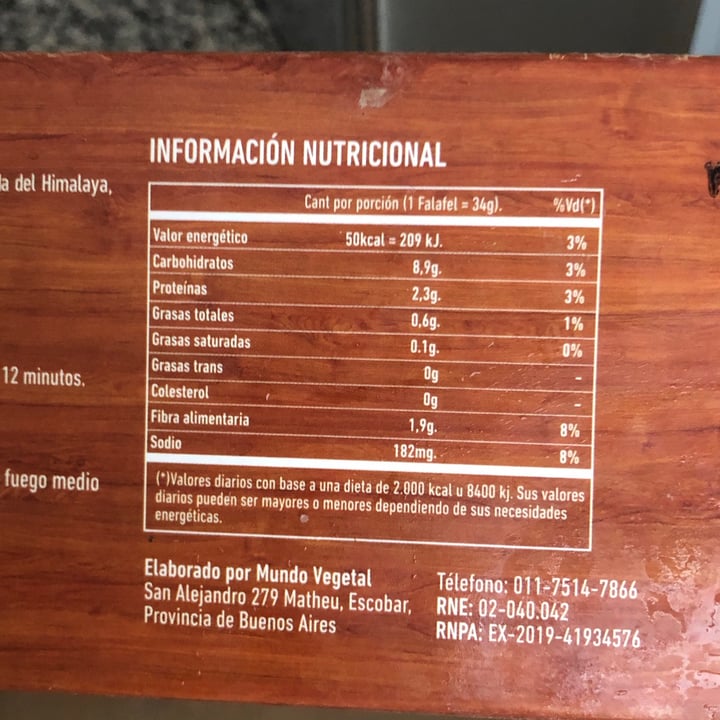 la del Himalaya,
12 minutos.
fuego medio
INFORMACIÓN NUTRICIONAL
Cant por porción (1 Falafel = 34g). %Vd(*)
Valor energético 50kcal = 209 kJ. 3%
Carbohidratos 8,9g. 3%
Proteínas 2,3g. 3%
Grasas totales 0,6g. 1%
Grasas saturadas 0.1g. 0%
Grasas trans 0g -
Colesterol 0g -
Fibra alimentaria 1,9g. 8%
Sodio 182mg. 8%
(*)Valores diarios con base a una dieta de 2.000 kcal u 8400 kj. Sus valores
diarios pueden ser mayores o menores dependiendo de sus necesidades
energéticas.
Elaborado por Mundo Vegetal
San Alejandro 279 Matheu, Escobar,
Provincia de Buenos Aires
Télefono: 011-7514-7866
RNE: 02-040.042
RNPA: EX-2019-41934576